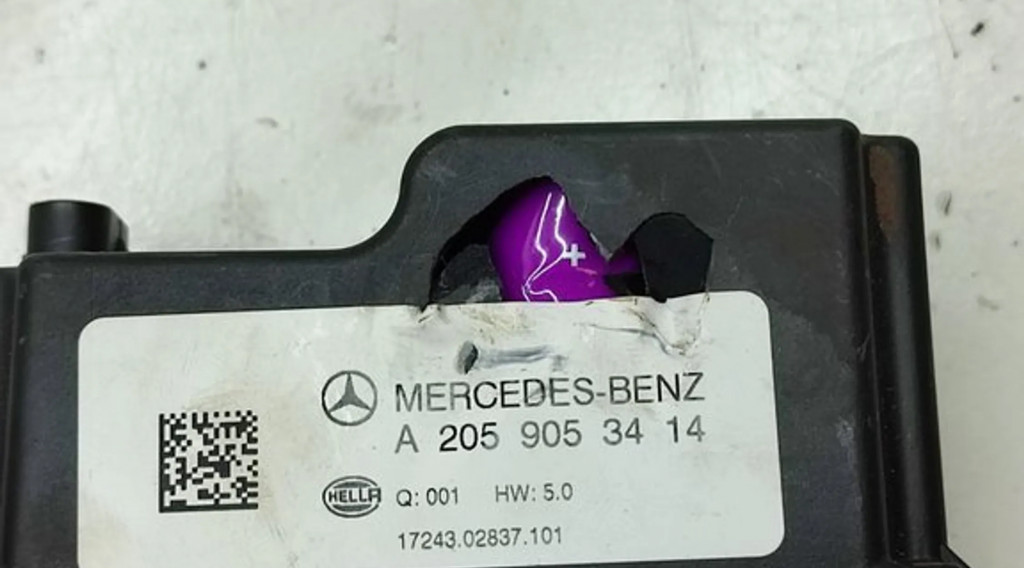 +
MERCEDES-BENZ
A 205 905 34 14
HELLA
Q: 001 HW: 5.0
17243.02837.101